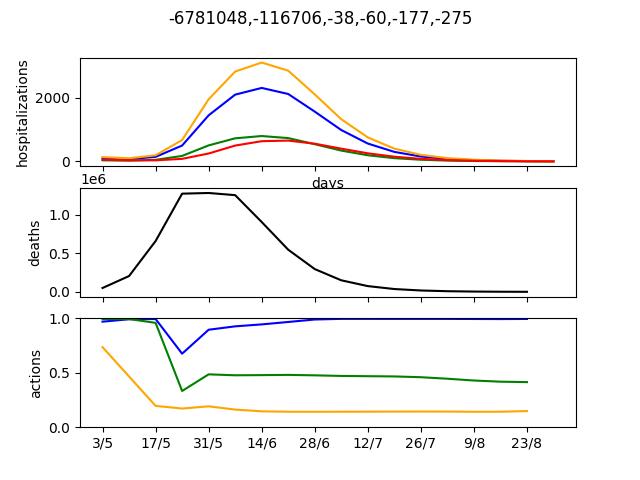 -6781048,-116706,-38,-60,-177,-275
hospitalizations
2000
0
days
1e6
deaths
1.0
0.5
0.0
actions
1.0
0.5
0.0
3/5 17/5 31/5 14/6 28/6 12/7 26/7 9/8 23/8